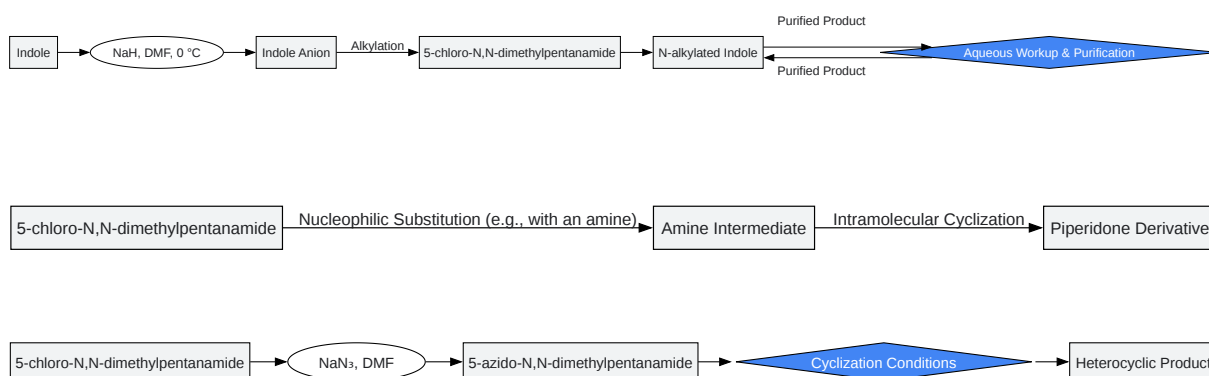 Purified Product
Indole NaH, DMF, 0 °C Indole Anion Alkylation 5-chloro-N,N-dimethylpentanamide N-alkylated Indole Aqueous Workup & Purification
Purified Product
5-chloro-N,N-dimethylpentanamide Nucleophilic Substitution (e.g., with an amine) Amine Intermediate Intramolecular Cyclization Piperidone Derivative
5-chloro-N,N-dimethylpentanamide NaN₃, DMF 5-azido-N,N-dimethylpentanamide Cyclization Conditions Heterocyclic Product